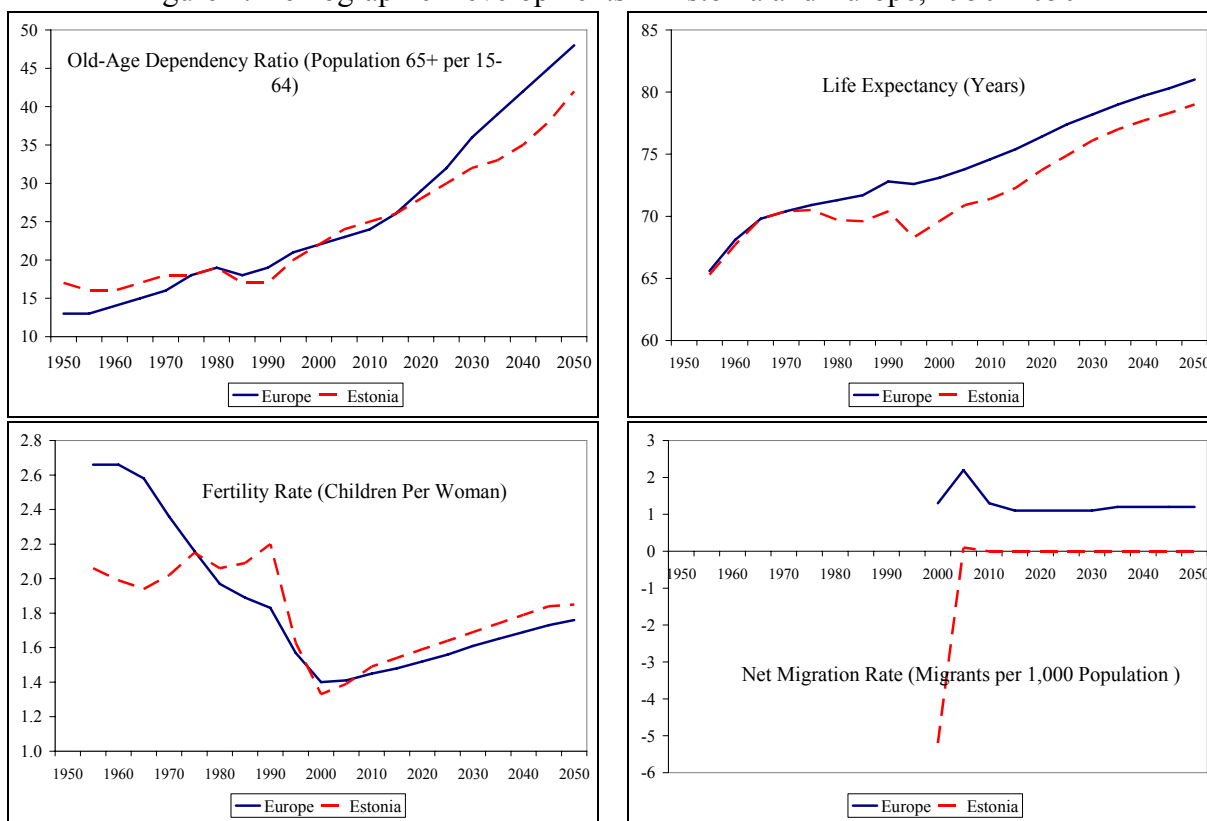 and Europe,
50
45
40
35
30
25
20
15
10
Old-Age Dependency Ratio (Population 65+ per 15-
64)
1950 1960 1970 1980 1990 2000 2010 2020 2030 2040 2050
Europe Estonia
85
80
75
70
65
60
Life Expectancy (Years)
1950 1960 1970 1980 1990 2000 2010 2020 2030 2040 2050
Europe Estonia
2.8
2.6
2.4
2.2
2.0
1.8
1.6
1.4
1.2
1.0
Fertility Rate (Children Per Woman)
1950 1960 1970 1980 1990 2000 2010 2020 2030 2040 2050
Europe Estonia
3
2
1
0
-1
-2
-3
-4
-5
-6
1950 1960 1970 1980 1990 2000 2010 2020 2030 2040 2050
Net Migration Rate (Migrants per 1,000 Population )
Europe Estonia